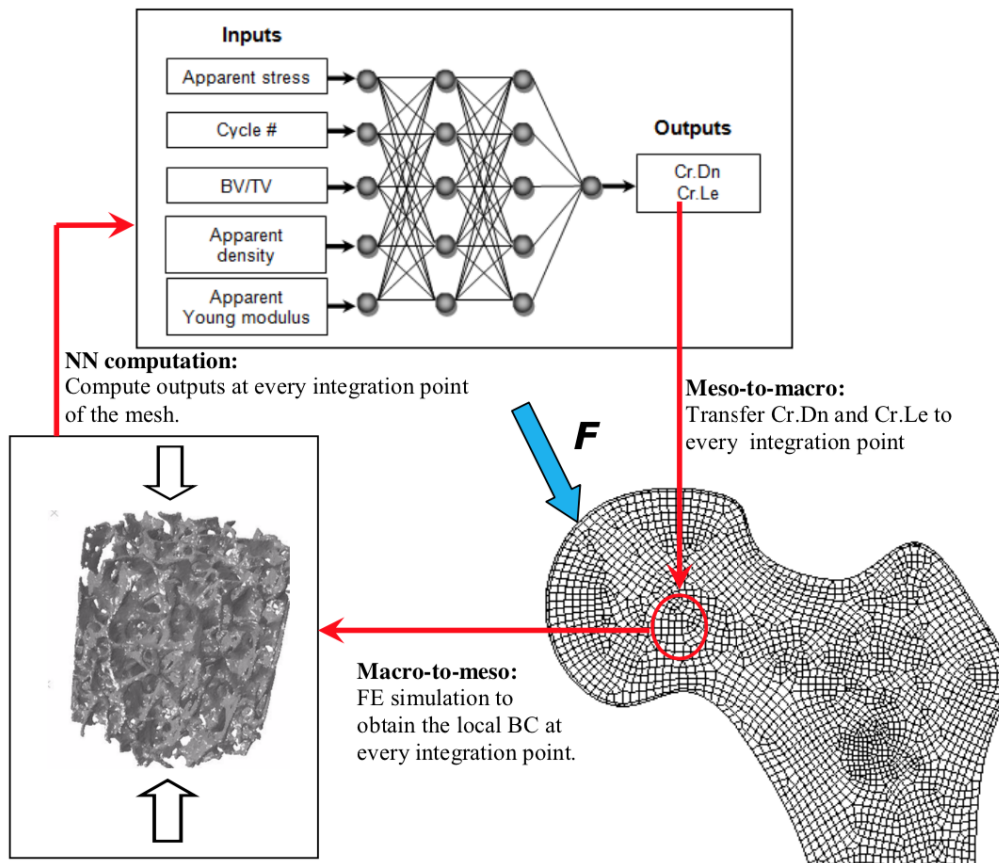 Inputs
Apparent stress
Cycle #
BV/TV
Apparent
density
Apparent
Young modulus
Outputs
Cr.Dn
Cr.Le
NN computation:
Compute outputs at every integration point
of the mesh.
Meso-to-macro:
Transfer Cr.Dn and Cr.Le to
every integration point
F
Macro-to-meso:
FE simulation to
obtain the local BC at
every integration point.